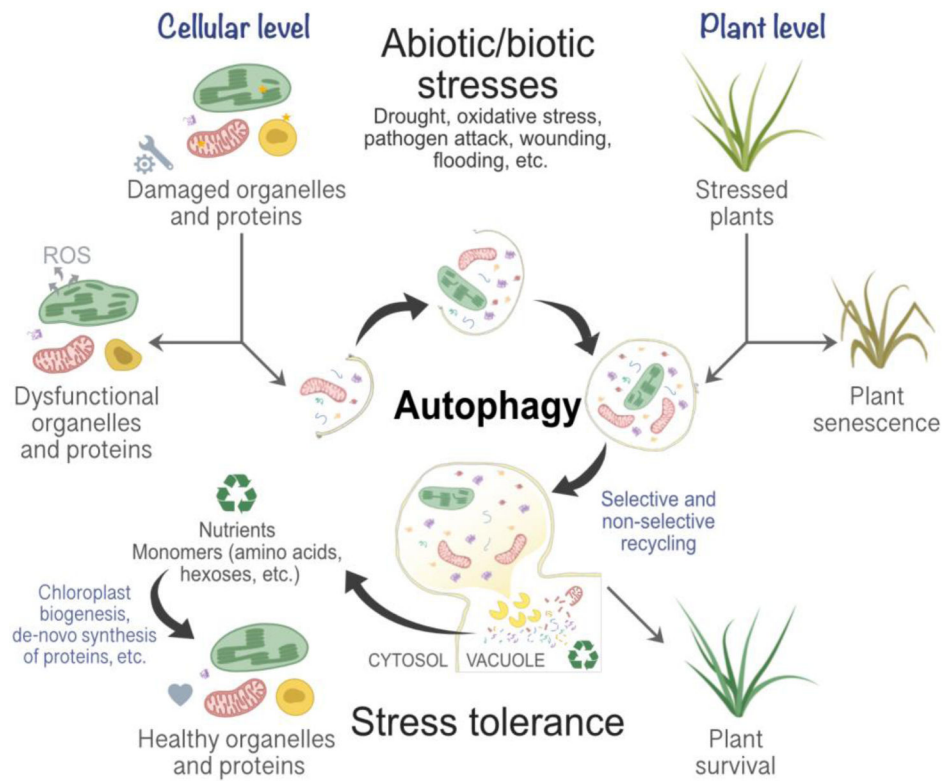 Cellular level
Abiotic/biotic
stresses
Drought, oxidative stress,
pathogen attack, wounding,
flooding, etc.
Plant level
Damaged organelles
and proteins
Stressed
plants
ROS
Dysfunctional
organelles
and proteins
Autophagy
Plant
senescence
Selective and
non-selective
recycling
Nutrients
Monomers (amino acids,
hexoses, etc.)
Chloroplast
biogenesis,
de-novo synthesis
of proteins, etc.
CYTOSOL
VACUOLE
Stress tolerance
Healthy organelles
and proteins
Plant
survival